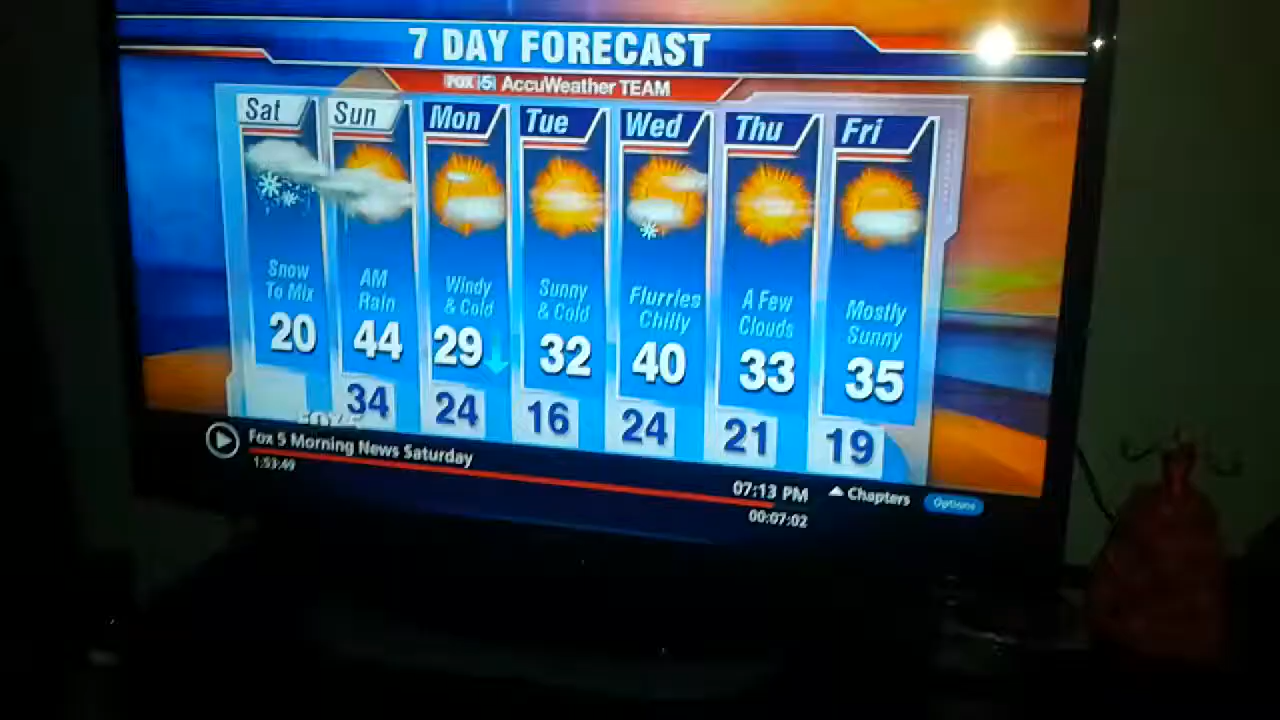 7 DAY FORECAST
FOX 5 AccuWeather TEAM
Sat
Sun
Mon
Tue
Wed
Thu
Fri
Snow
To Mix
20
AM
Rain
44
34
Windy
& Cold
29
24
Sunny
& Cold
32
16
Flurries
Chilly
40
24
A Few
Clouds
33
21
Mostly
Sunny
35
19
Fox 5 Morning News Saturday
1:53:49
07:13 PM
00:07:02
Chapters
Options